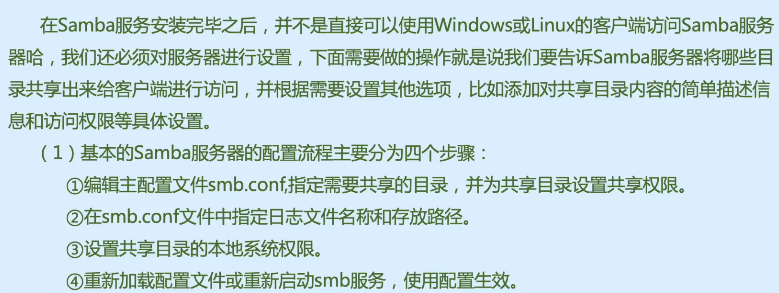 在Samba服务安装完毕之后，并不是直接可以使用Windows或Linux的客户端访问Samba服务
器哈，我们还必须对服务器进行设置，下面需要做的操作就是说我们要告诉Samba服务器将哪些目
录共享出来给客户端进行访问，并根据需要设置其他选项，比如添加对共享目录内容的简单描述信
息和访问权限等具体设置。
（1）基本的Samba服务器的配置流程主要分为四个步骤：
①编辑主配置文件smb.conf,指定需要共享的目录，并为共享目录设置共享权限。
②在smb.conf文件中指定日志文件名称和存放路径。
③设置共享目录的本地系统权限。
④重新加载配置文件或重新启动smb服务，使用配置生效。